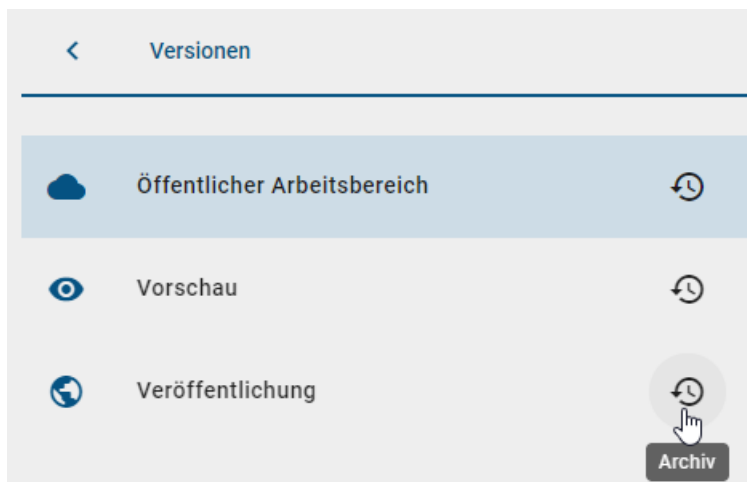 Versionen
Öffentlicher Arbeitsbereich
Vorschau
Veröffentlichung
Archiv